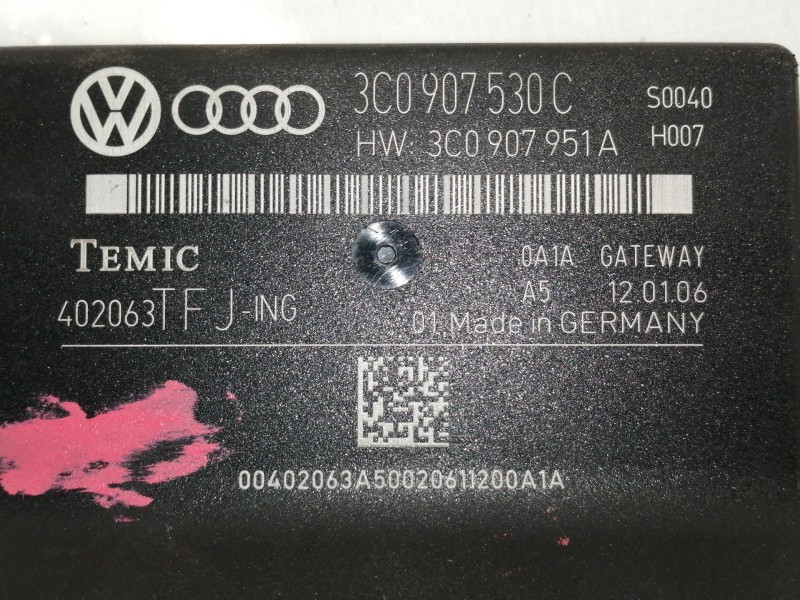 3C0 907 530 C
S0040
HW: 3C0 907 951 A
H007
TEMIC
0A1A GATEWAY
402063TFJ-ING
A5 12.01.06
01 Made in GERMANY
00402063A50020611200A1A